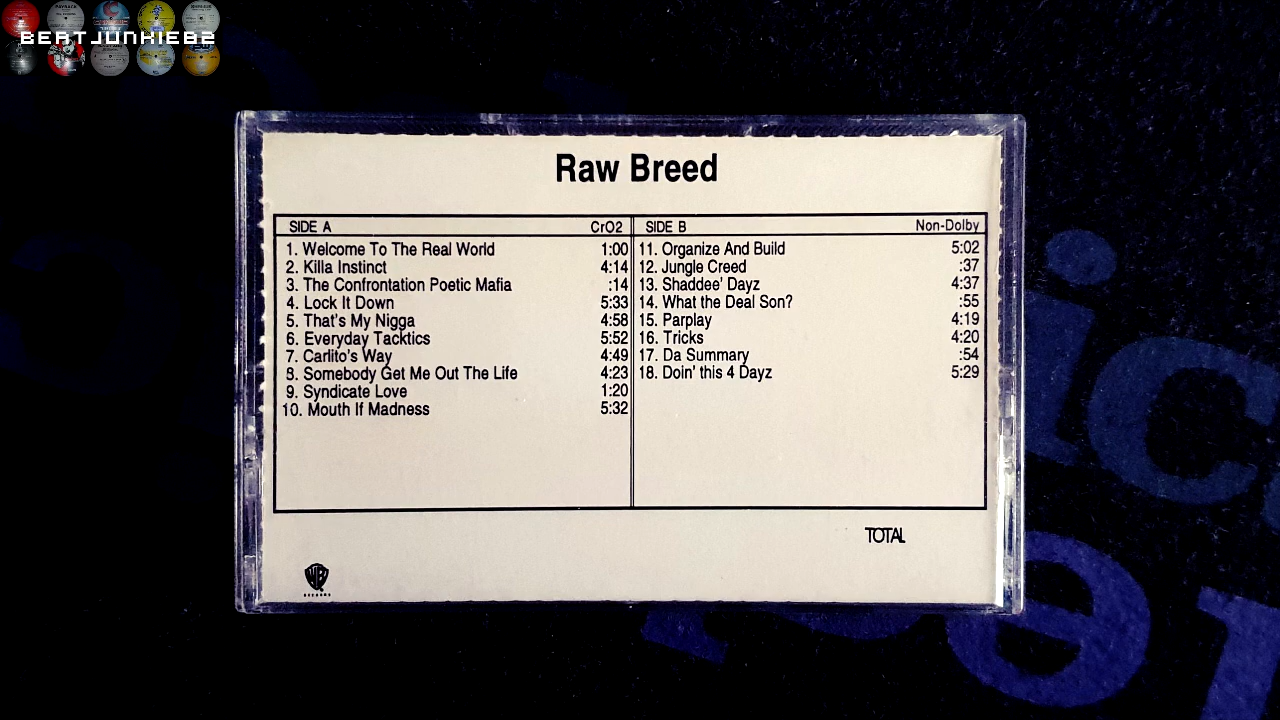 BEATJUNKIE82
Raw Breed
SIDE A CrO2
1. Welcome To The Real World 1:00
2. Killa Instinct 4:14
3. The Confrontation Poetic Mafia :14
4. Lock It Down 5:33
5. That's My Nigga 4:58
6. Everyday Tacktics 5:52
7. Carlito's Way 4:49
8. Somebody Get Me Out The Life 4:23
9. Syndicate Love 1:20
10. Mouth If Madness 5:32
SIDE B Non-Dolby
11. Organize And Build 5:02
12. Jungle Creed :37
13. Shaddee' Dayz 4:37
14. What the Deal Son? :55
15. Parplay 4:19
16. Tricks 4:20
17. Da Summary :54
18. Doin' this 4 Dayz 5:29
TOTAL
WB
RECORDS